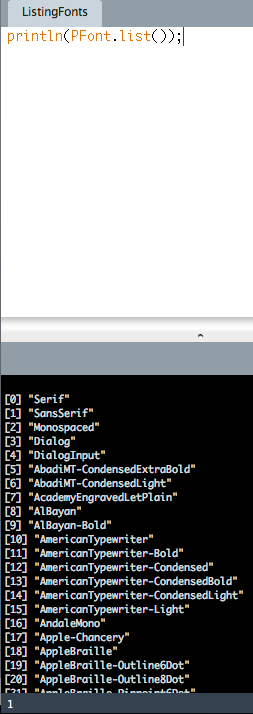 ListingFonts
println(PFont.list());
[0] "Serif"
[1] "SansSerif"
[2] "Monospaced"
[3] "Dialog"
[4] "DialogInput"
[5] "AbadiMT-CondensedExtraBold"
[6] "AbadiMT-CondensedLight"
[7] "AcademyEngravedLetPlain"
[8] "AlBayan"
[9] "AlBayan-Bold"
[10] "AmericanTypewriter"
[11] "AmericanTypewriter-Bold"
[12] "AmericanTypewriter-Condensed"
[13] "AmericanTypewriter-CondensedBold"
[14] "AmericanTypewriter-CondensedLight"
[15] "AmericanTypewriter-Light"
[16] "AndaleMono"
[17] "Apple-Chancery"
[18] "AppleBraille"
[19] "AppleBraille-Outline6Dot"
[20] "AppleBraille-Outline8Dot"
[21] "AppleBraille-Pinpoint6Dot"
1